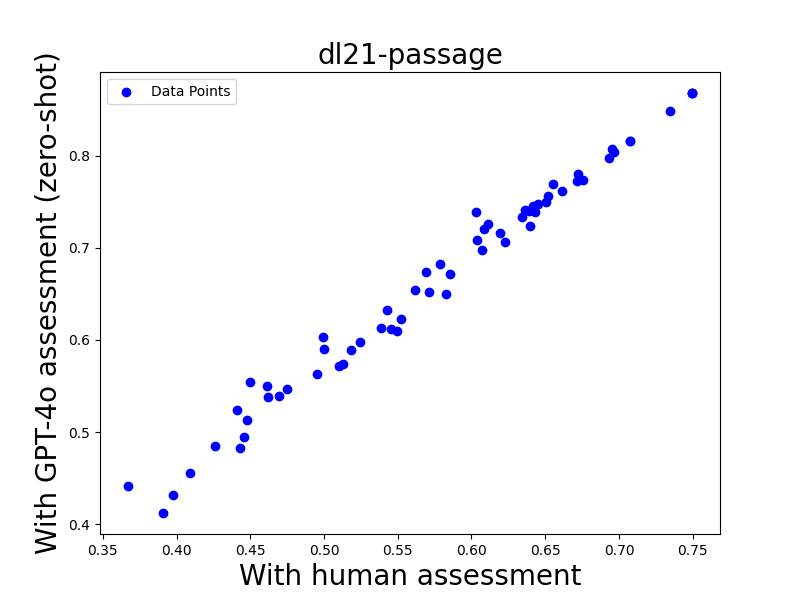 dl21-passage
Data Points
With GPT-4o assessment (zero-shot)
0.8
0.7
0.6
0.5
0.4
0.35 0.40 0.45 0.50 0.55 0.60 0.65 0.70 0.75
With human assessment